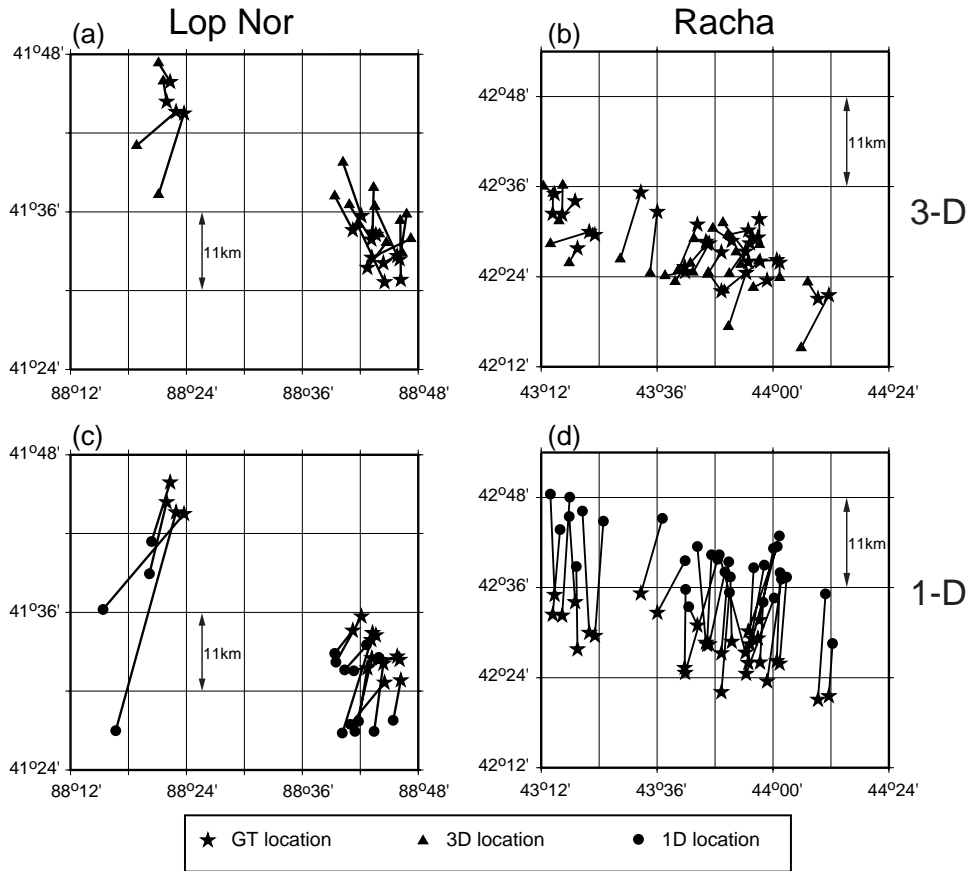 Lop Nor
Racha
(a)
41°48'
41°36'
41°24'
11km
88°12' 88°24' 88°36' 88°48'
(b)
42°48'
42°36'
42°24'
42°12'
11km
43°12' 43°36' 44°00' 44°24'
3-D
(c)
41°48'
41°36'
41°24'
11km
88°12' 88°24' 88°36' 88°48'
(d)
42°48'
42°36'
42°24'
42°12'
11km
43°12' 43°36' 44°00' 44°24'
1-D
GT location 3D location 1D location